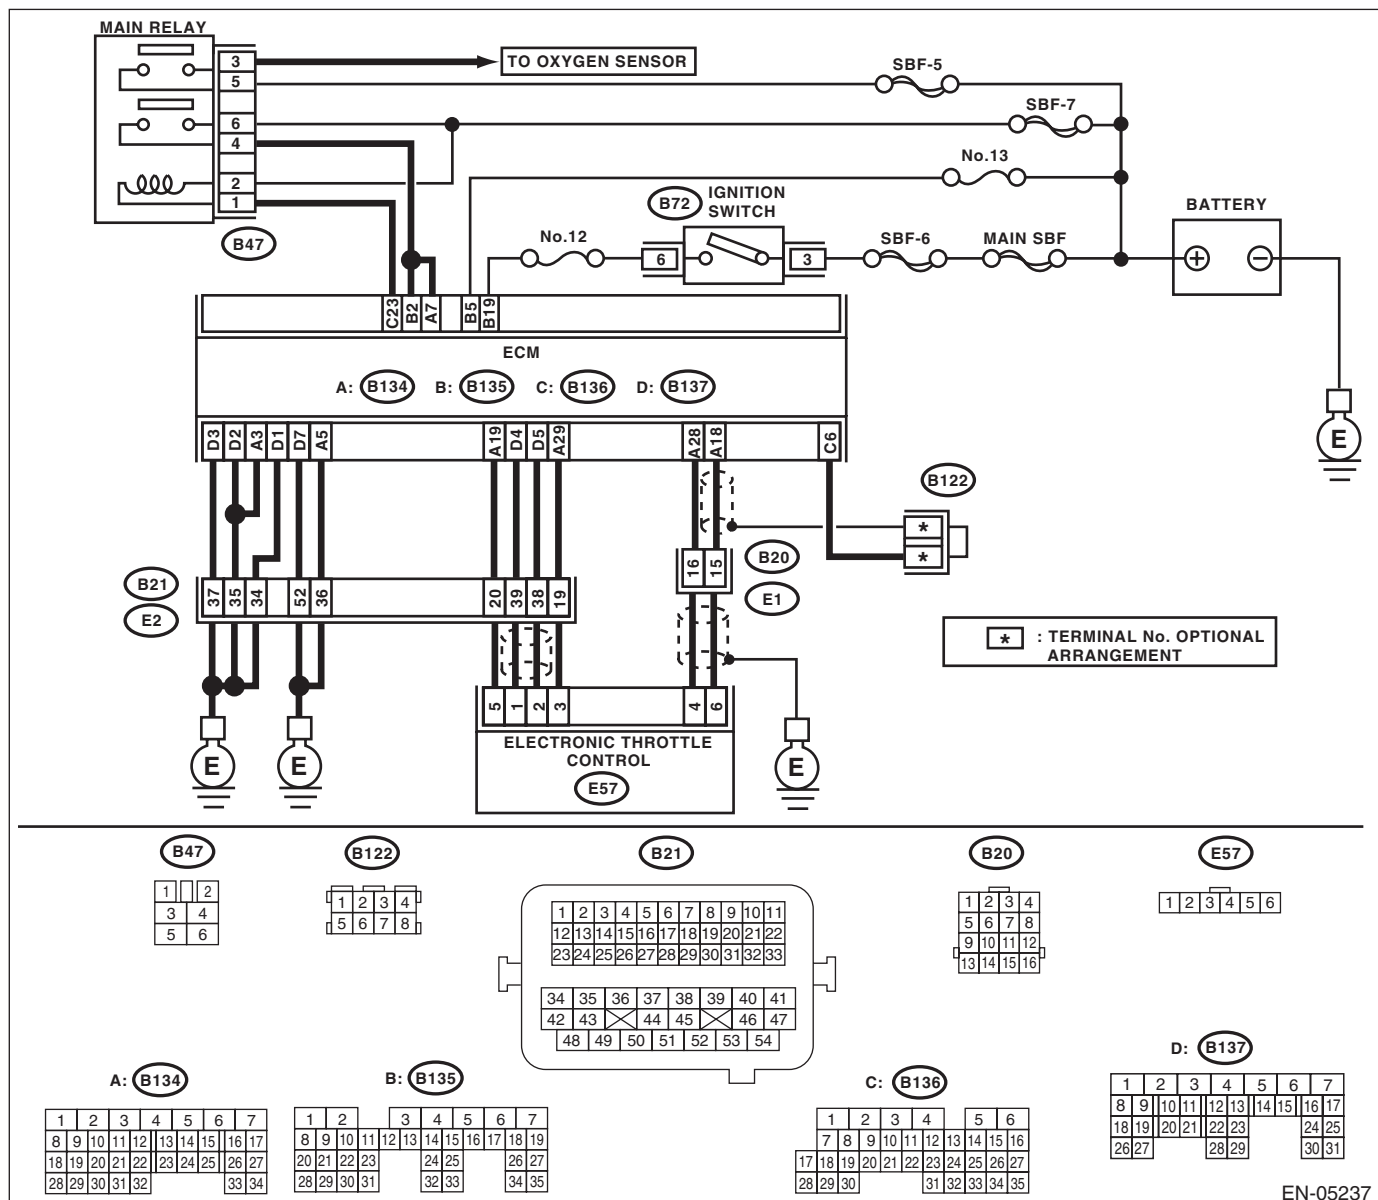 MAIN RELAY
3
5
6
4
2
1
TO OXYGEN SENSOR
SBF-5
SBF-7
No.13
B72 IGNITION
SWITCH
BATTERY
B47
No.12
6
3
SBF-6
MAIN SBF
+ −
C23 B2 A7 B5 B19
ECM
A: B134 B: B135 C: B136 D: B137
E
D3 D2 A3 D1 D7 A5 A19 D4 D5 A29 A28 A18 C6
B122
*
*
B20
16 15
B21
E1
37 35 34 52 36 20 39 38 19
E2
* : TERMINAL No. OPTIONAL
ARRANGEMENT
5 1 2 3 4 6
E E E
ELECTRONIC THROTTLE
CONTROL
E57
B47
1 2
3 4
5 6
B122
1 2 3 4
5 6 7 8
B21
1 2 3 4 5 6 7 8 9 10 11
12 13 14 15 16 17 18 19 20 21 22
23 24 25 26 27 28 29 30 31 32 33
34 35 36 37 38 39 40 41
42 43 44 45 46 47
48 49 50 51 52 53 54
B20
1 2 3 4
5 6 7 8
9 10 11 12
13 14 15 16
E57
1 2 3 4 5 6
A: B134
1 2 3 4 5 6 7
8 9 10 11 12 13 14 15 16 17
18 19 20 21 22 23 24 25 26 27
28 29 30 31 32 33 34
B: B135
1 2 3 4 5 6 7
8 9 10 11 12 13 14 15 16 17 18 19
20 21 22 23 24 25 26 27
28 29 30 31 32 33 34 35
C: B136
1 2 3 4 5 6
7 8 9 10 11 12 13 14 15 16
17 18 19 20 21 22 23 24 25 26 27
28 29 30 31 32 33 34 35
D: B137
1 2 3 4 5 6 7
8 9 10 11 12 13 14 15 16 17
18 19 20 21 22 23 24 25
26 27 28 29 30 31
EN-05237